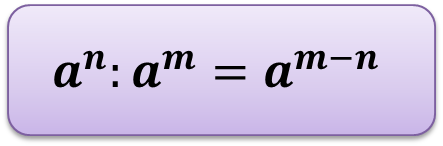 aⁿ: aᵐ = aᵐ⁻ⁿ